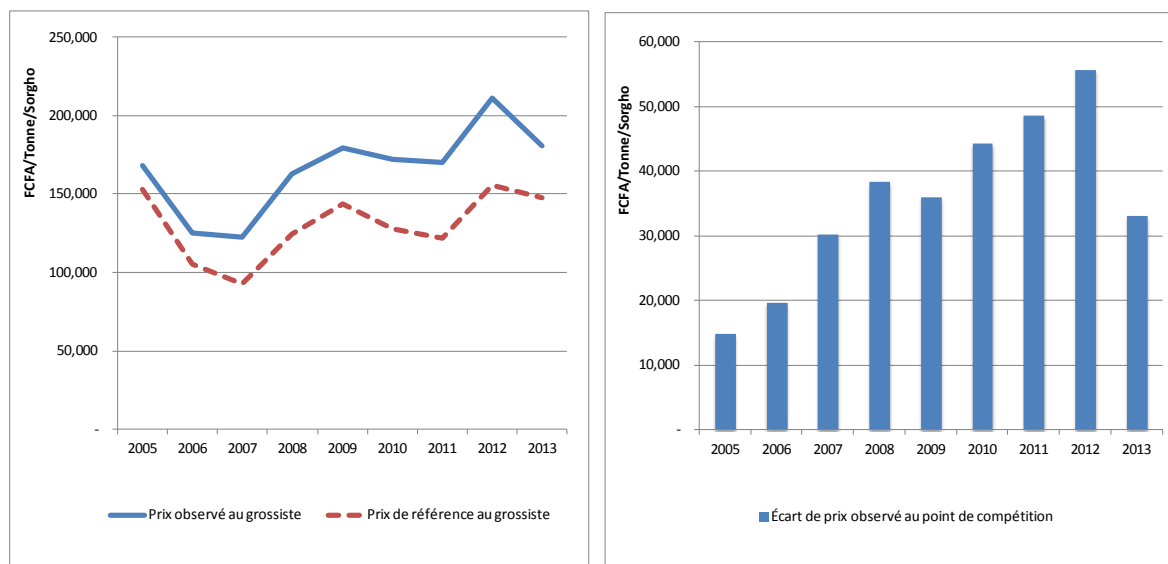 FCFA/Tonne/Sorgho
250,000
200,000
150,000
100,000
50,000
-
2005 2006 2007 2008 2009 2010 2011 2012 2013
Prix observé au grossiste Prix de référence au grossiste
FCFA/Tonne/Sorgho
60,000
50,000
40,000
30,000
20,000
10,000
-
2005 2006 2007 2008 2009 2010 2011 2012 2013
Écart de prix observé au point de compétition